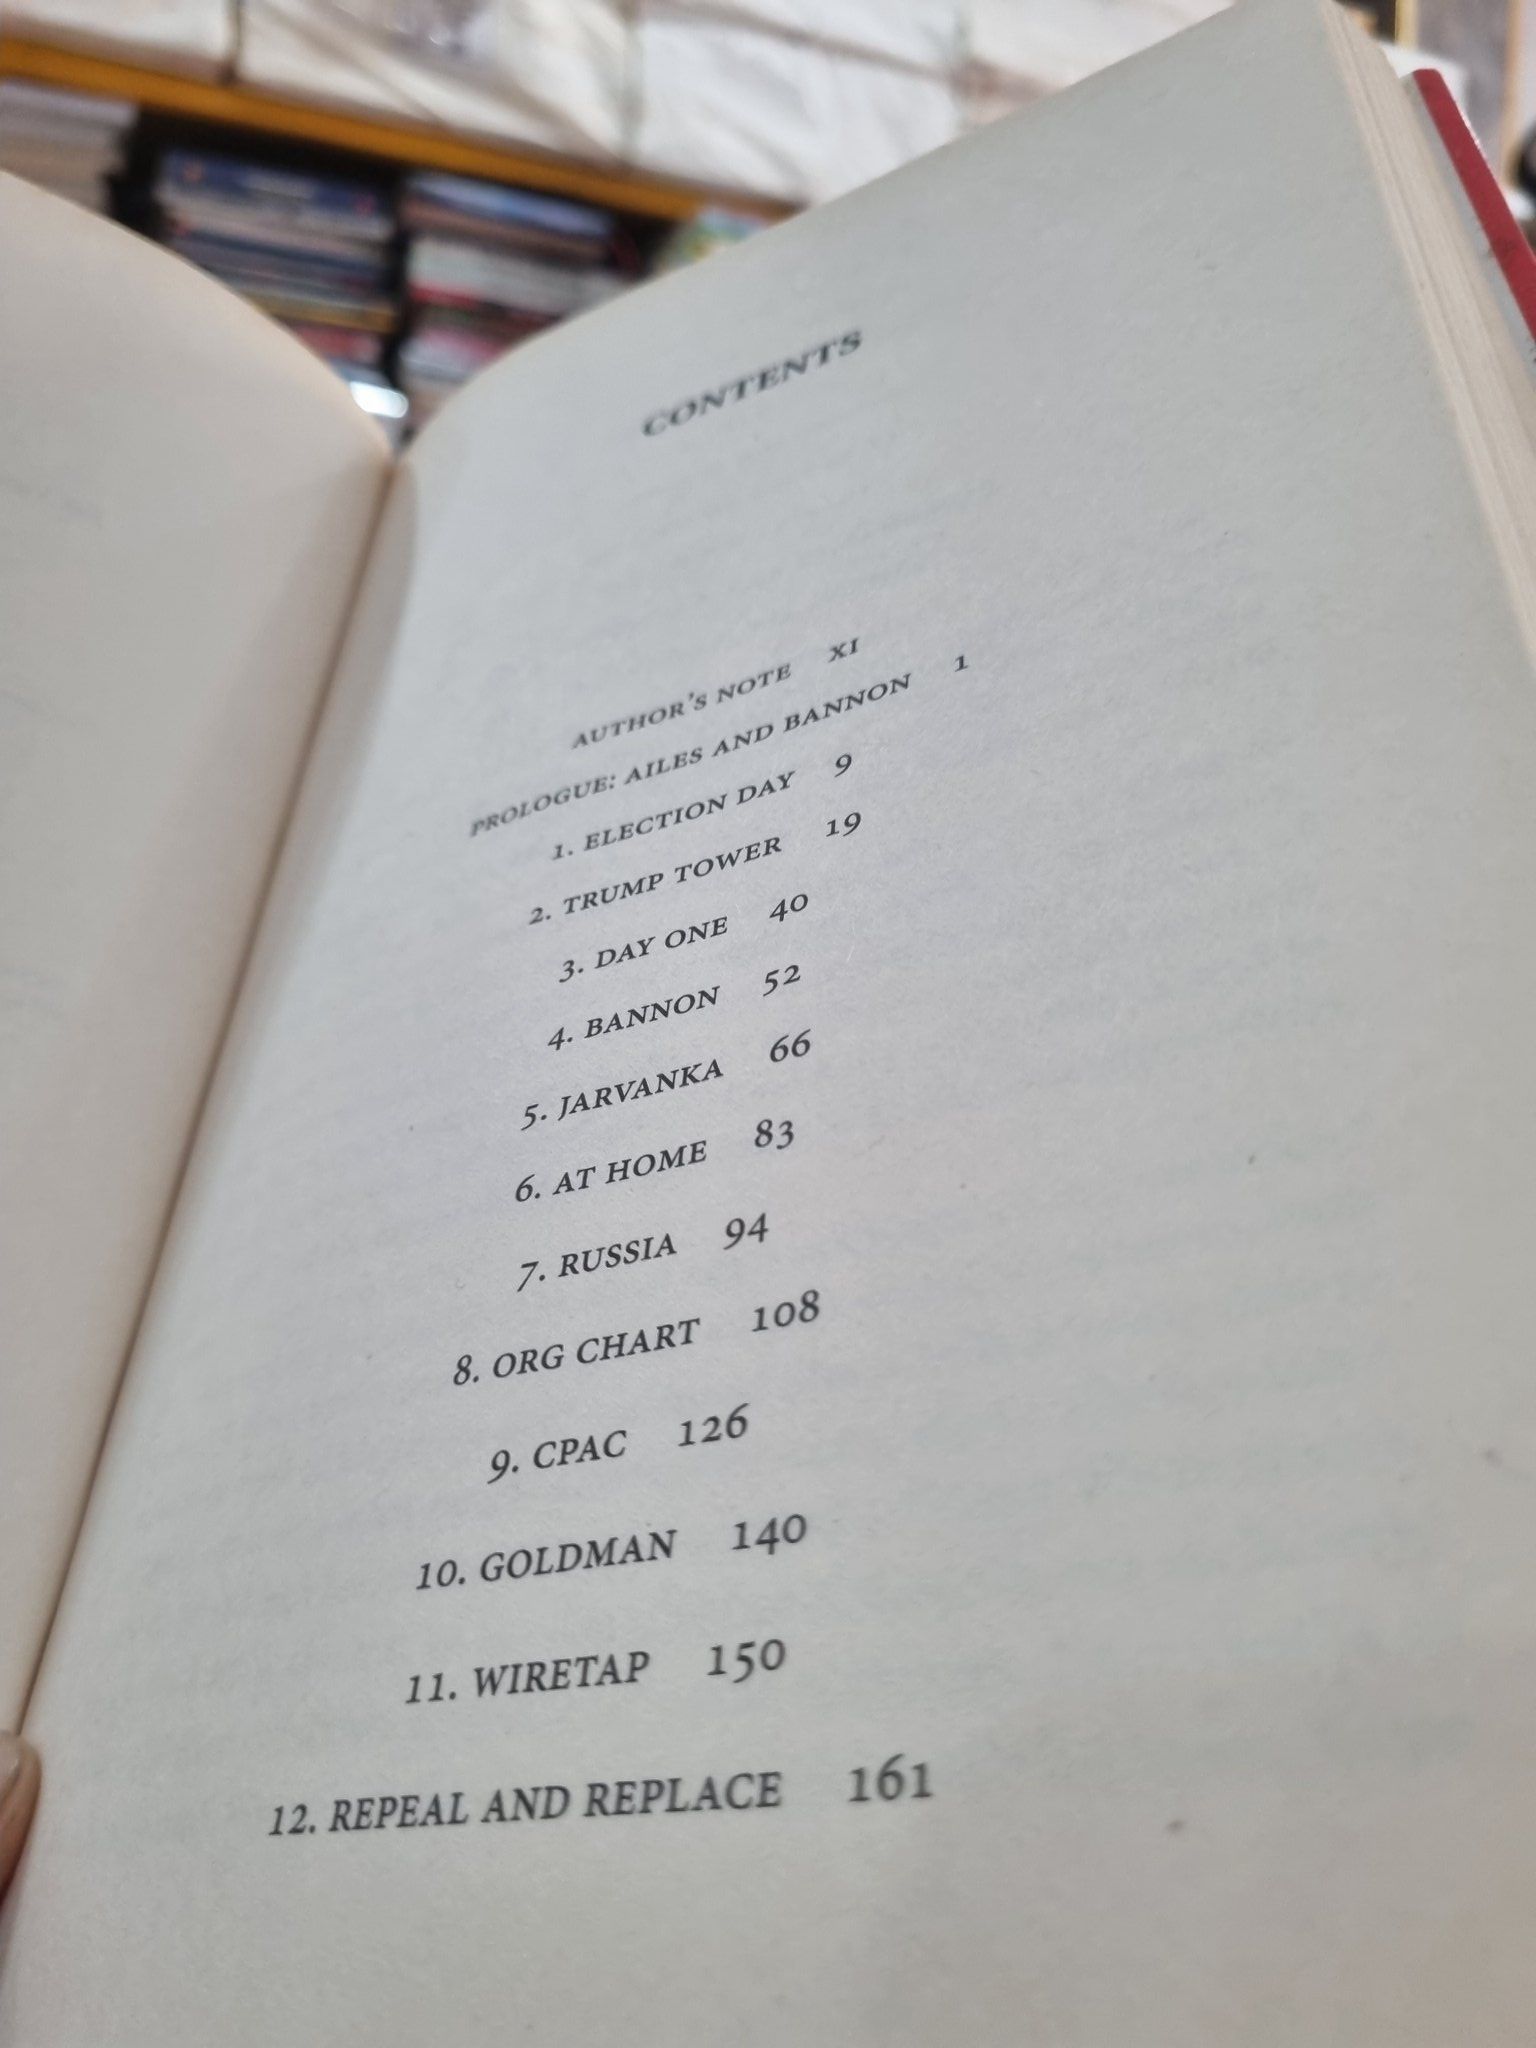 CONTENTS
AUTHOR'S NOTE XI
PROLOGUE: AILES AND BANNON 1
1. ELECTION DAY 9
2. TRUMP TOWER 19
3. DAY ONE 40
4. BANNON 52
5. JARVANKA 66
6. AT HOME 83
7. RUSSIA 94
8. ORG CHART 108
9. CPAC 126
10. GOLDMAN 140
11. WIRETAP 150
12. REPEAL AND REPLACE 161